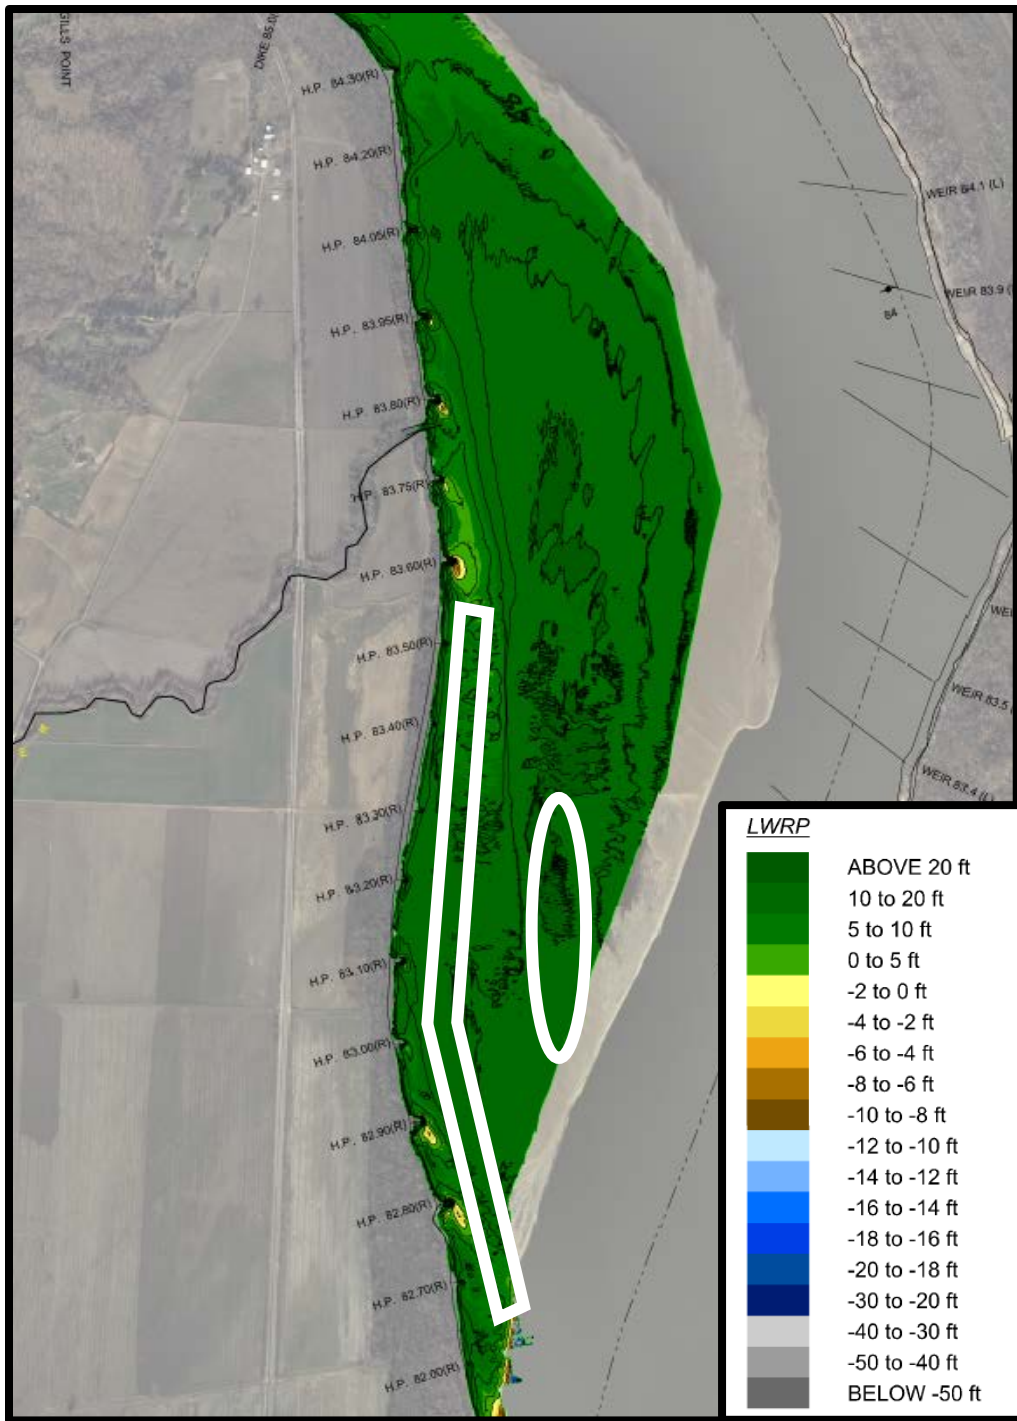 GILLS POINT
DIKE 85.0(
H.P. 84.30(R)
H.P. 84.20(R)
WEIR 84.1 (L)
H.P. 84.05(R)
WEIR 83.9 (
84
H.P. 83.95(R)
H.P. 83.80(R)
H.P. 83.75(R)
H.P. 83.60(R)
WEI
H.P. 83.50(R)
WEIR 83.5 (
H.P. 83.40(R)
WEIR 83.4 (L)
H.P. 83.30(R)
H.P. 83.20(R)
H.P. 83.10(R)
H.P. 83.00(R)
H.P. 82.90(R)
H.P. 82.80(R)
H.P. 82.70(R)
H.P. 82.00(R)
LWRP
ABOVE 20 ft
10 to 20 ft
5 to 10 ft
0 to 5 ft
-2 to 0 ft
-4 to -2 ft
-6 to -4 ft
-8 to -6 ft
-10 to -8 ft
-12 to -10 ft
-14 to -12 ft
-16 to -14 ft
-18 to -16 ft
-20 to -18 ft
-30 to -20 ft
-40 to -30 ft
-50 to -40 ft
BELOW -50 ft